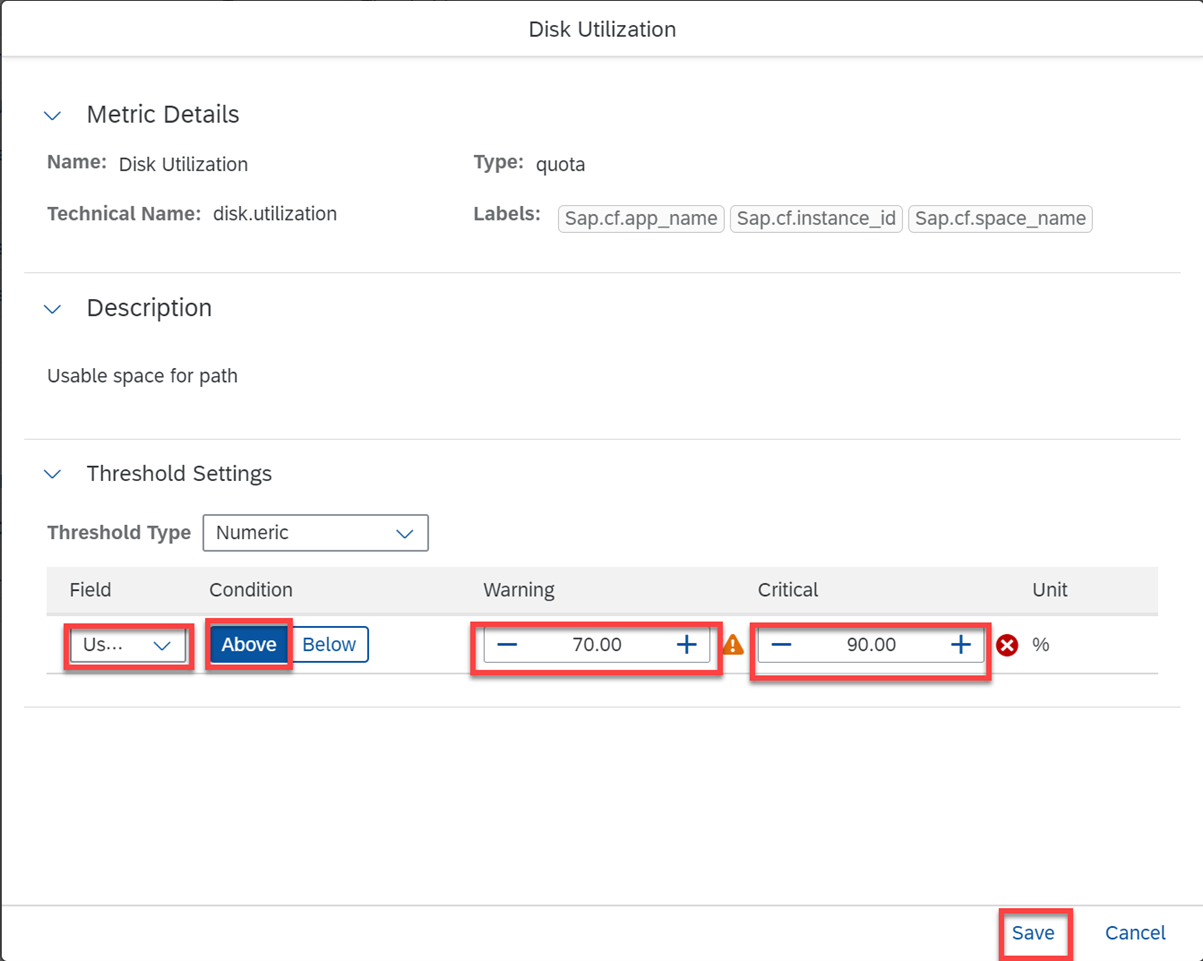 Disk Utilization
Metric Details
Name: Disk Utilization Type: quota
Technical Name: disk.utilization Labels: Sap.cf.app_name Sap.cf.instance_id Sap.cf.space_name
Description
Usable space for path
Threshold Settings
Threshold Type Numeric
Field Condition Warning Critical Unit
Us... Above Below 70.00 90.00 %
Save Cancel